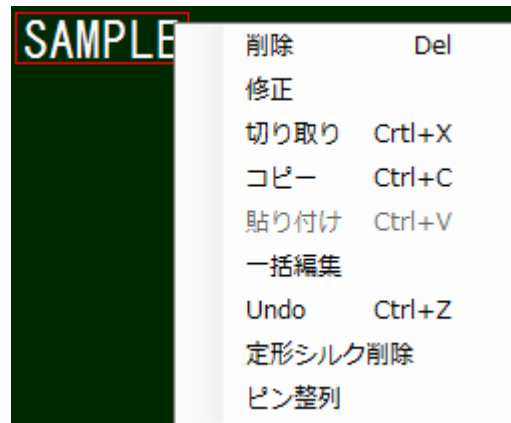 SAMPLE
削除 Del
修正
切り取り Crtl+X
コピー Ctrl+C
貼り付け Ctrl+V
一括編集
Undo Ctrl+Z
定形シルク削除
ピン整列